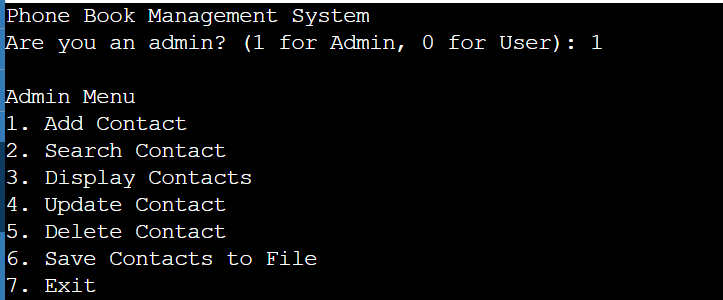 Phone Book Management System
Are you an admin? (1 for Admin, 0 for User): 1
Admin Menu
1. Add Contact
2. Search Contact
3. Display Contacts
4. Update Contact
5. Delete Contact
6. Save Contacts to File
7. Exit